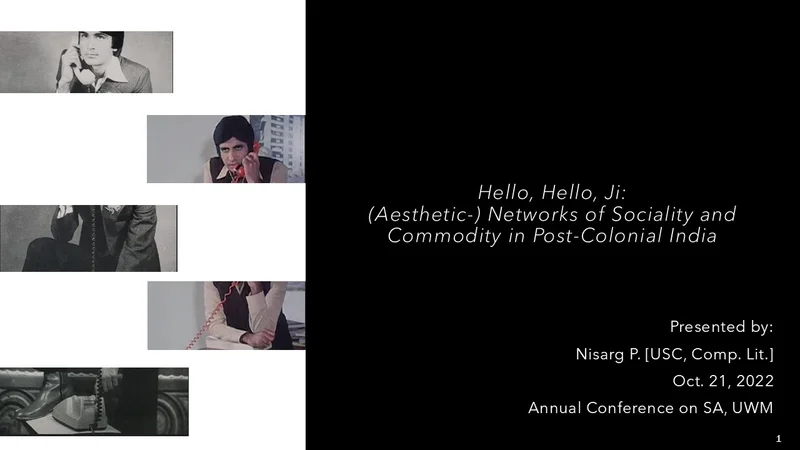 Hello, Hello, Ji:
(Aesthetic-) Networks of Sociality and
Commodity in Post-Colonial India
Presented by:
Nisarg P. [USC, Comp. Lit.]
Oct. 21, 2022
Annual Conference on SA, UWM
1